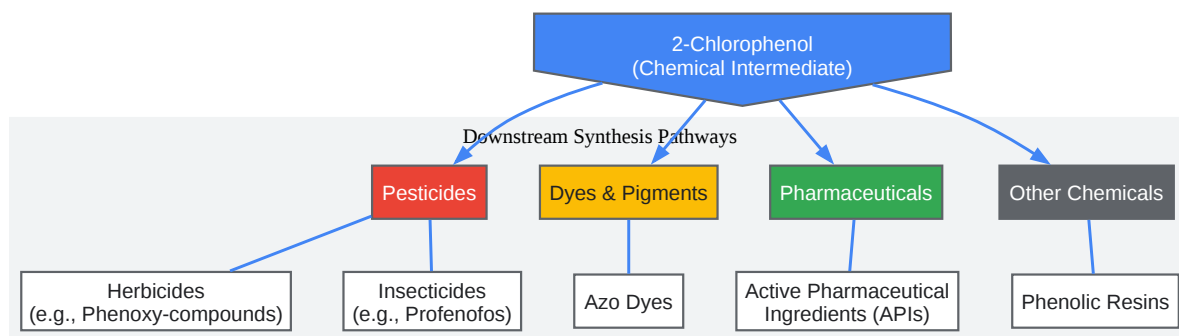 2-Chlorophenol
(Chemical Intermediate)
Downstream Synthesis Pathways
Pesticides
Dyes & Pigments
Pharmaceuticals
Other Chemicals
Herbicides
(e.g., Phenoxy-compounds)
Insecticides
(e.g., Profenofos)
Azo Dyes
Active Pharmaceutical
Ingredients (APIs)
Phenolic Resins